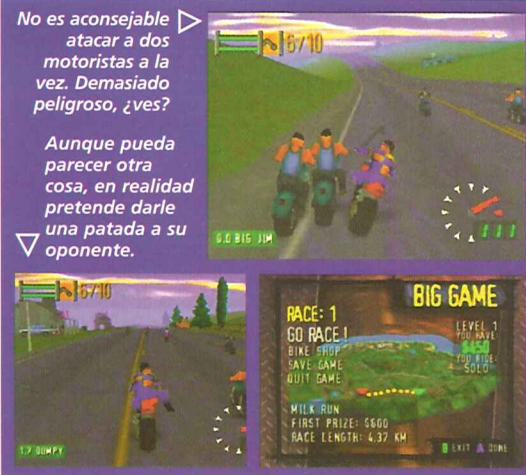 No es aconsejable
atacar a dos
motoristas a la
vez. Demasiado
peligroso, ¿ves?
Aunque pueda
parecer otra
cosa, en realidad
pretende darle
una patada a su
oponente.
6/10
0.0 BIG JIM
111
6/10
1.2 DUMPY
BIG GAME
RACE: 1
GO RACE!
BIKE SHOP
SAVE GAME
QUIT GAME
LEVEL 1
YOU HAVE
$450
YOU RIDE:
SOLO
MILK RUN
FIRST PRIZE: $600
RACE LENGTH: 4.37 KM
B EXIT A DONE